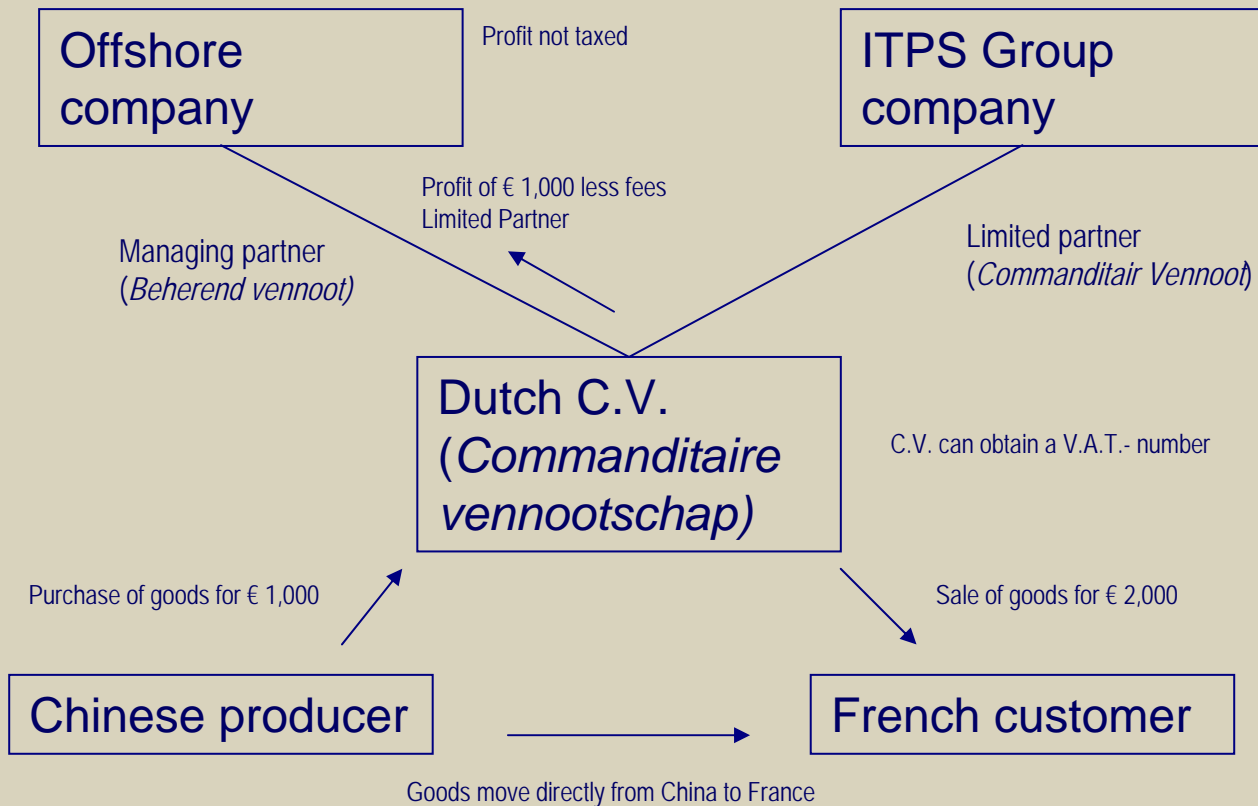 Offshore
company
Profit not taxed
ITPS Group
company
Profit of € 1,000 less fees
Limited Partner
Managing partner
(Beherend vennoot)
Limited partner
(Commanditair Vennoot)
Dutch C.V.
(Commanditaire
vennootschap)
C.V. can obtain a V.A.T.- number
Purchase of goods for € 1,000
Sale of goods for € 2,000
Chinese producer
French customer
Goods move directly from China to France